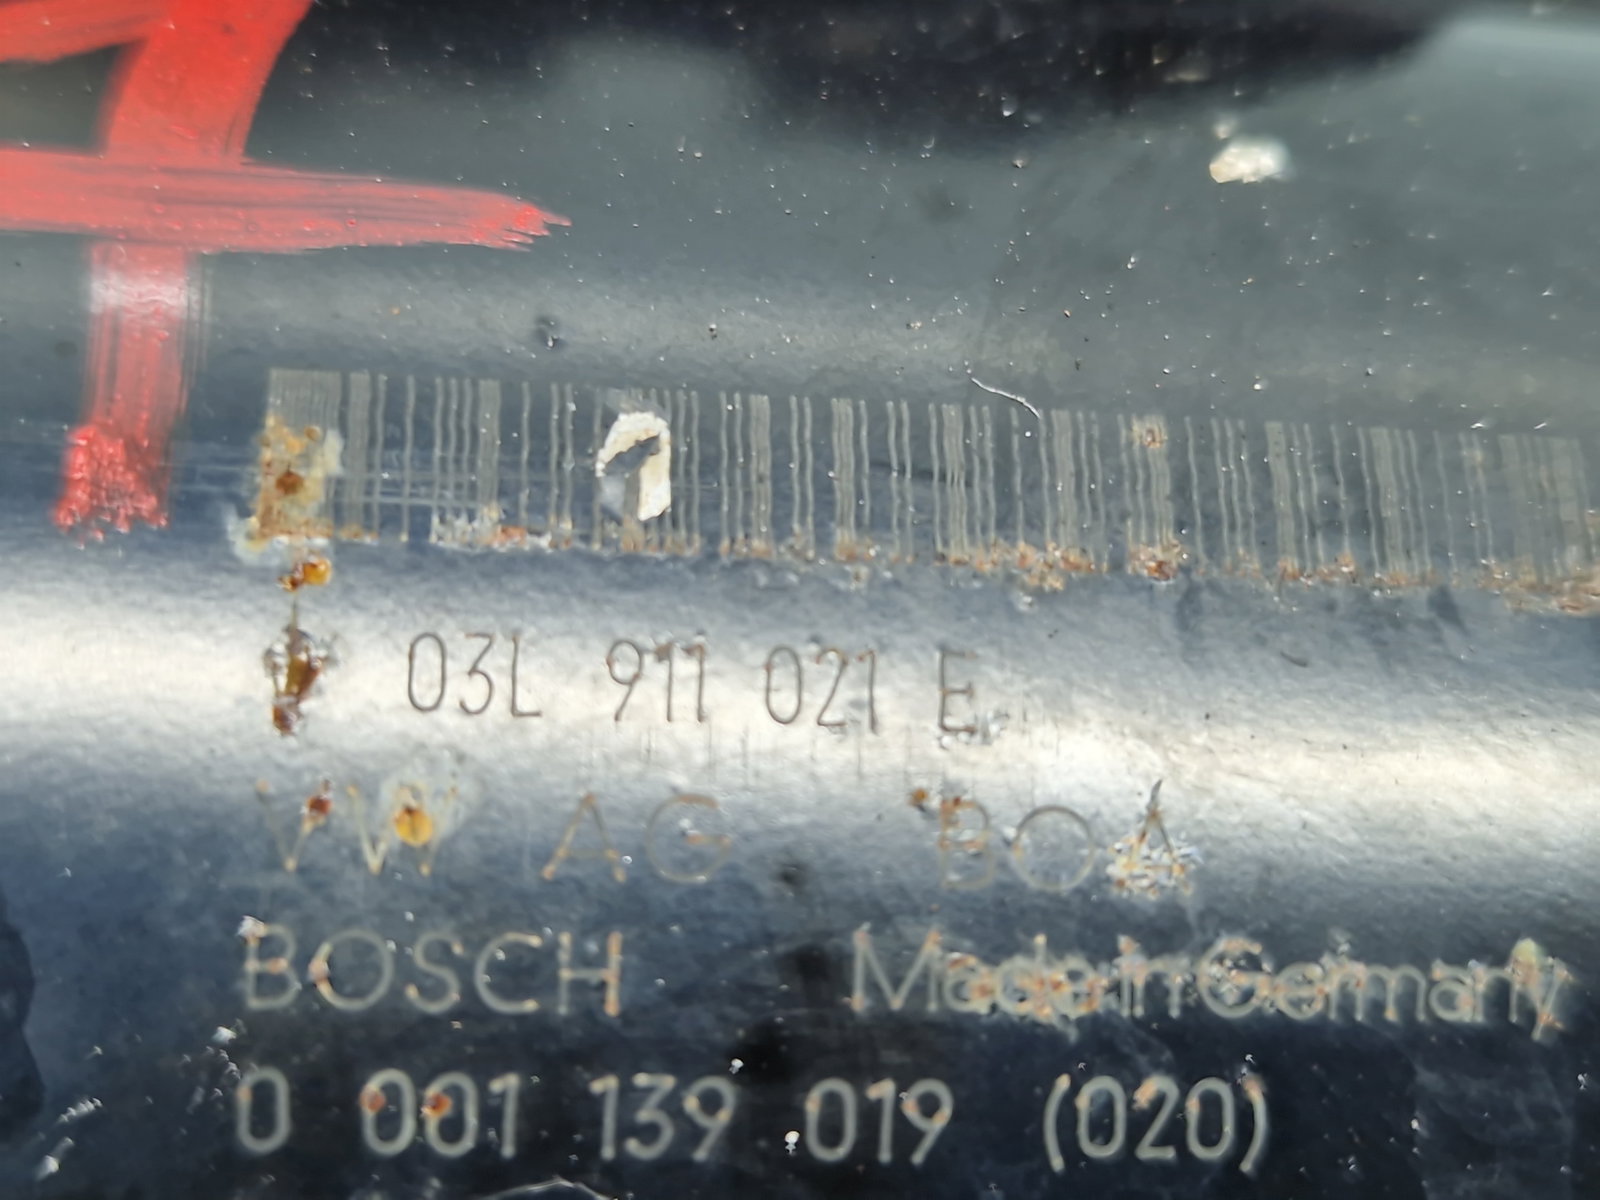 03L 911 021 E
VW AG BOA
BOSCH Made in Germany
0 001 139 019 (020)